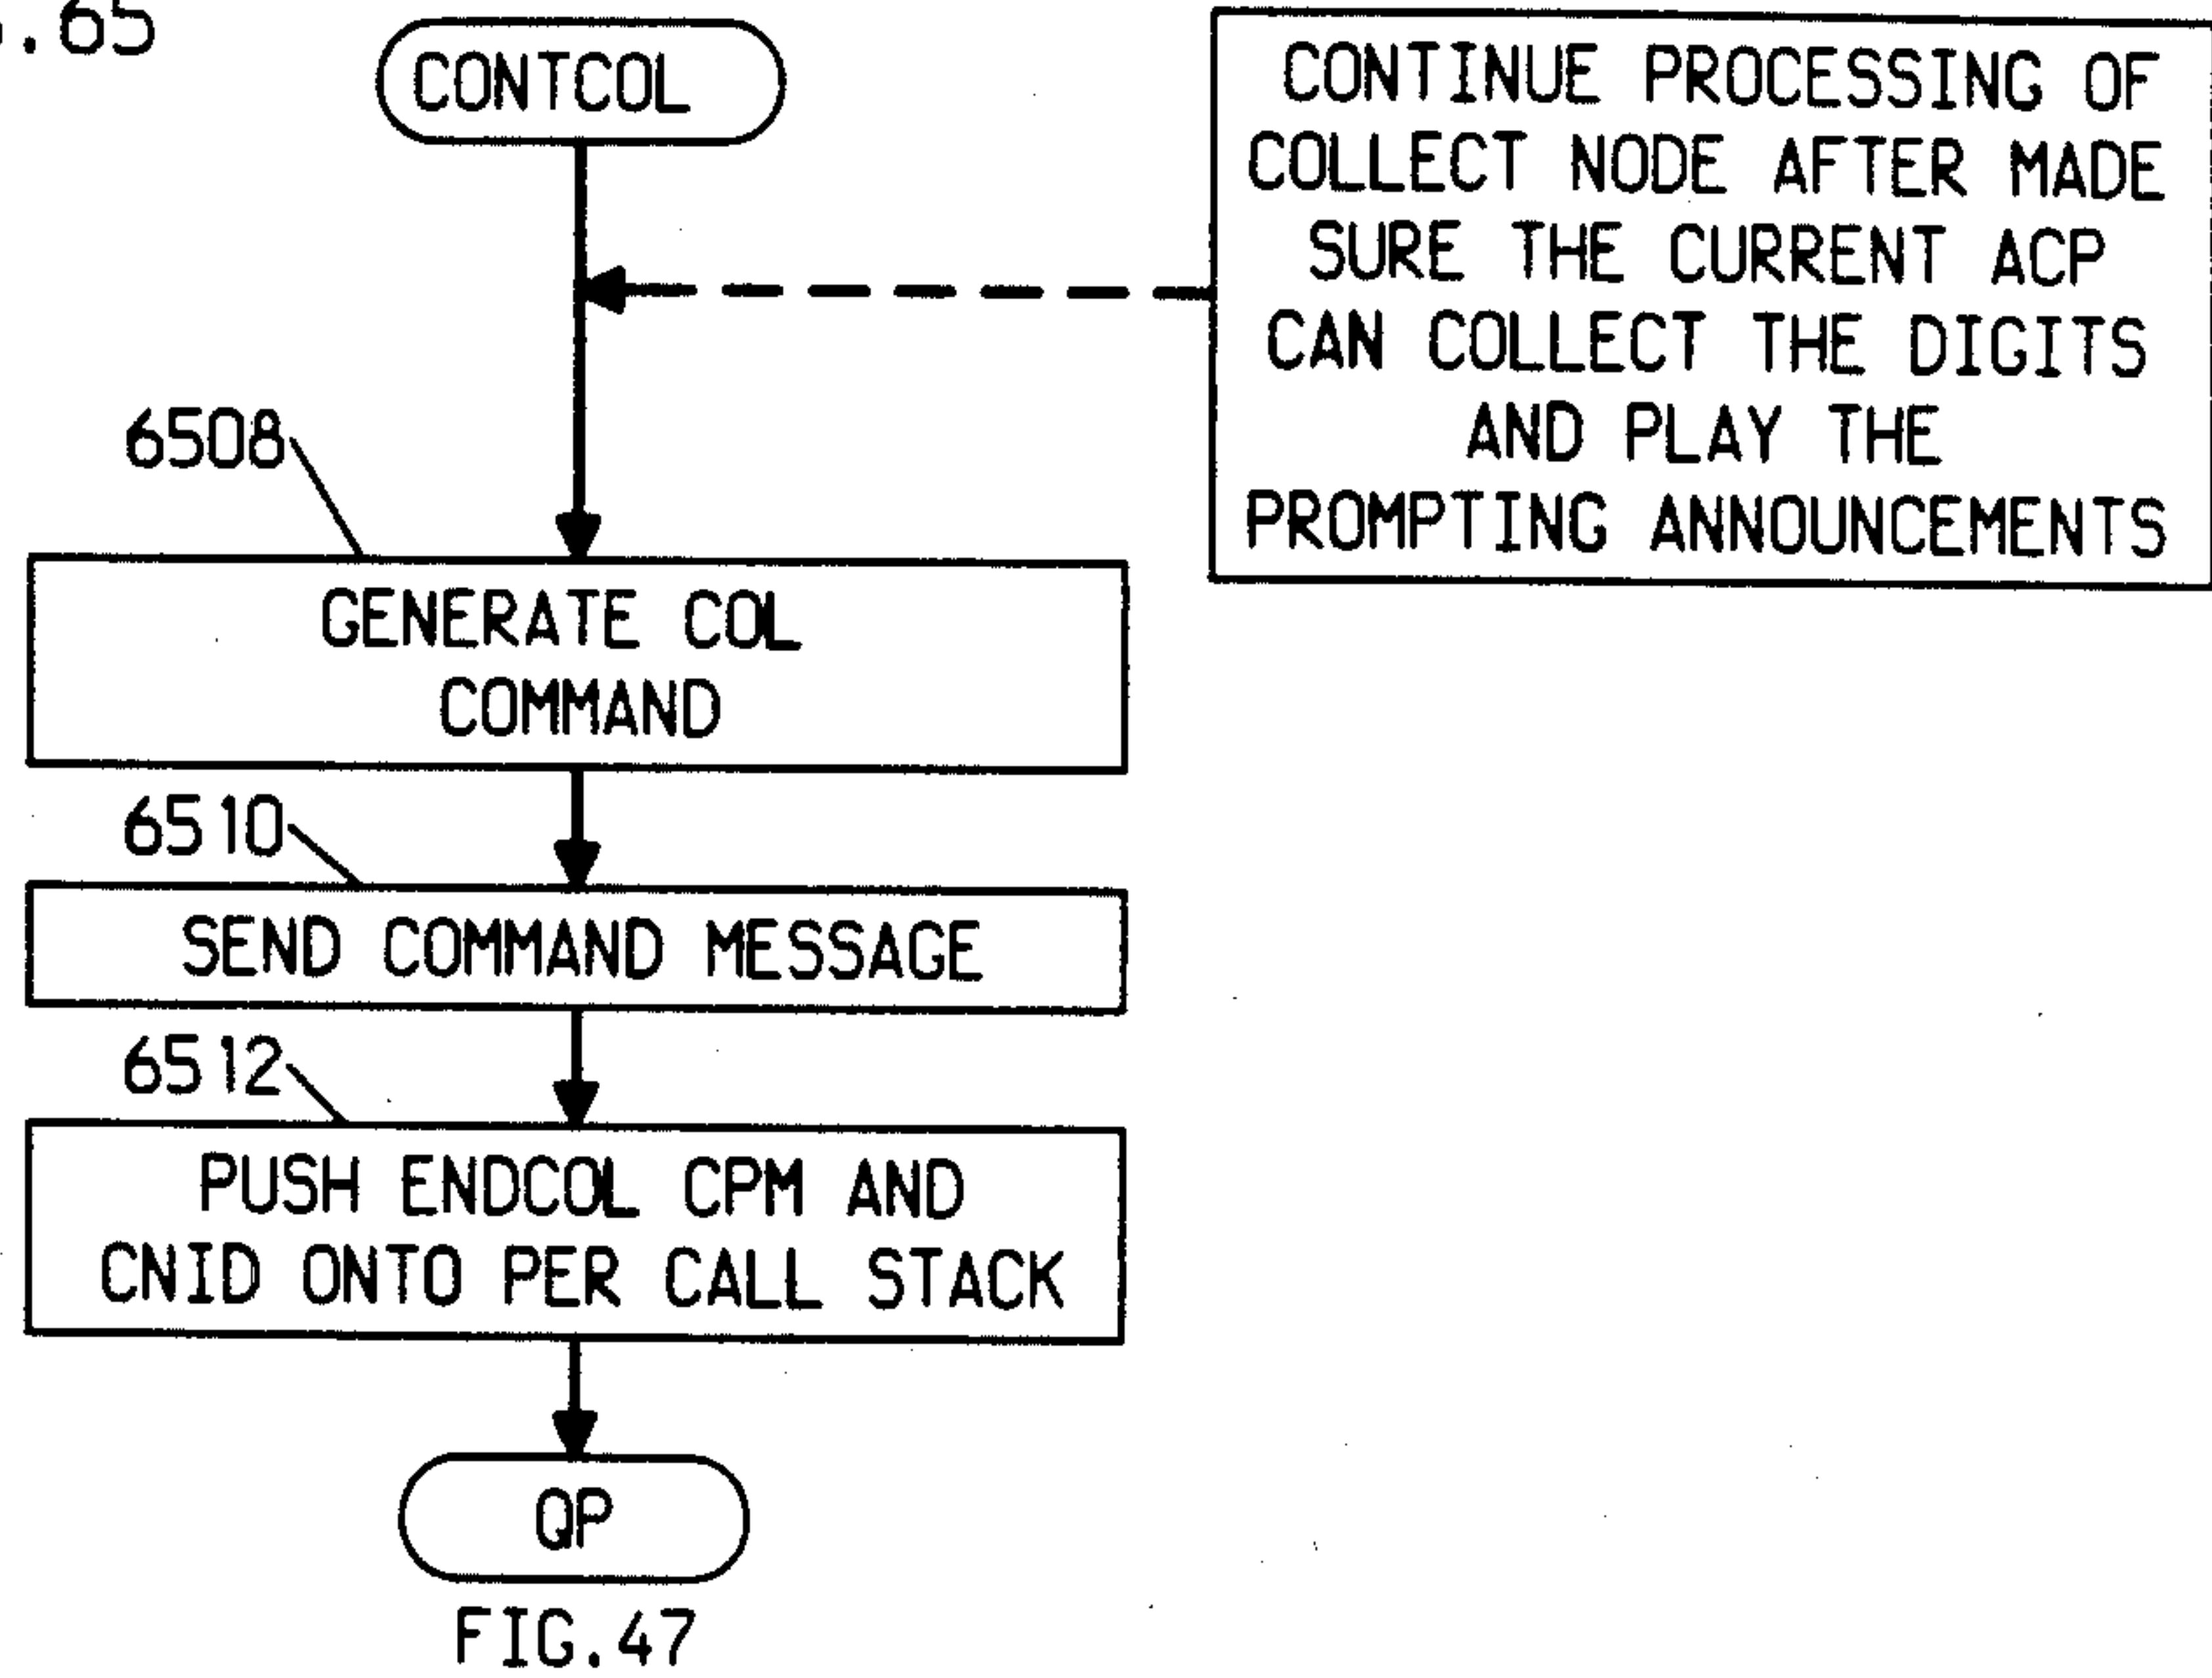 .65
CONTCOL
CONTINUE PROCESSING OF
COLLECT NODE AFTER MADE
SURE THE CURRENT ACP
CAN COLLECT THE DIGITS
AND PLAY THE
PROMPTING ANNOUNCEMENTS
6508
GENERATE COL
COMMAND
6510
SEND COMMAND MESSAGE
6512
PUSH ENDCOL CPM AND
CNID ONTO PER CALL STACK
QP
FIG.47